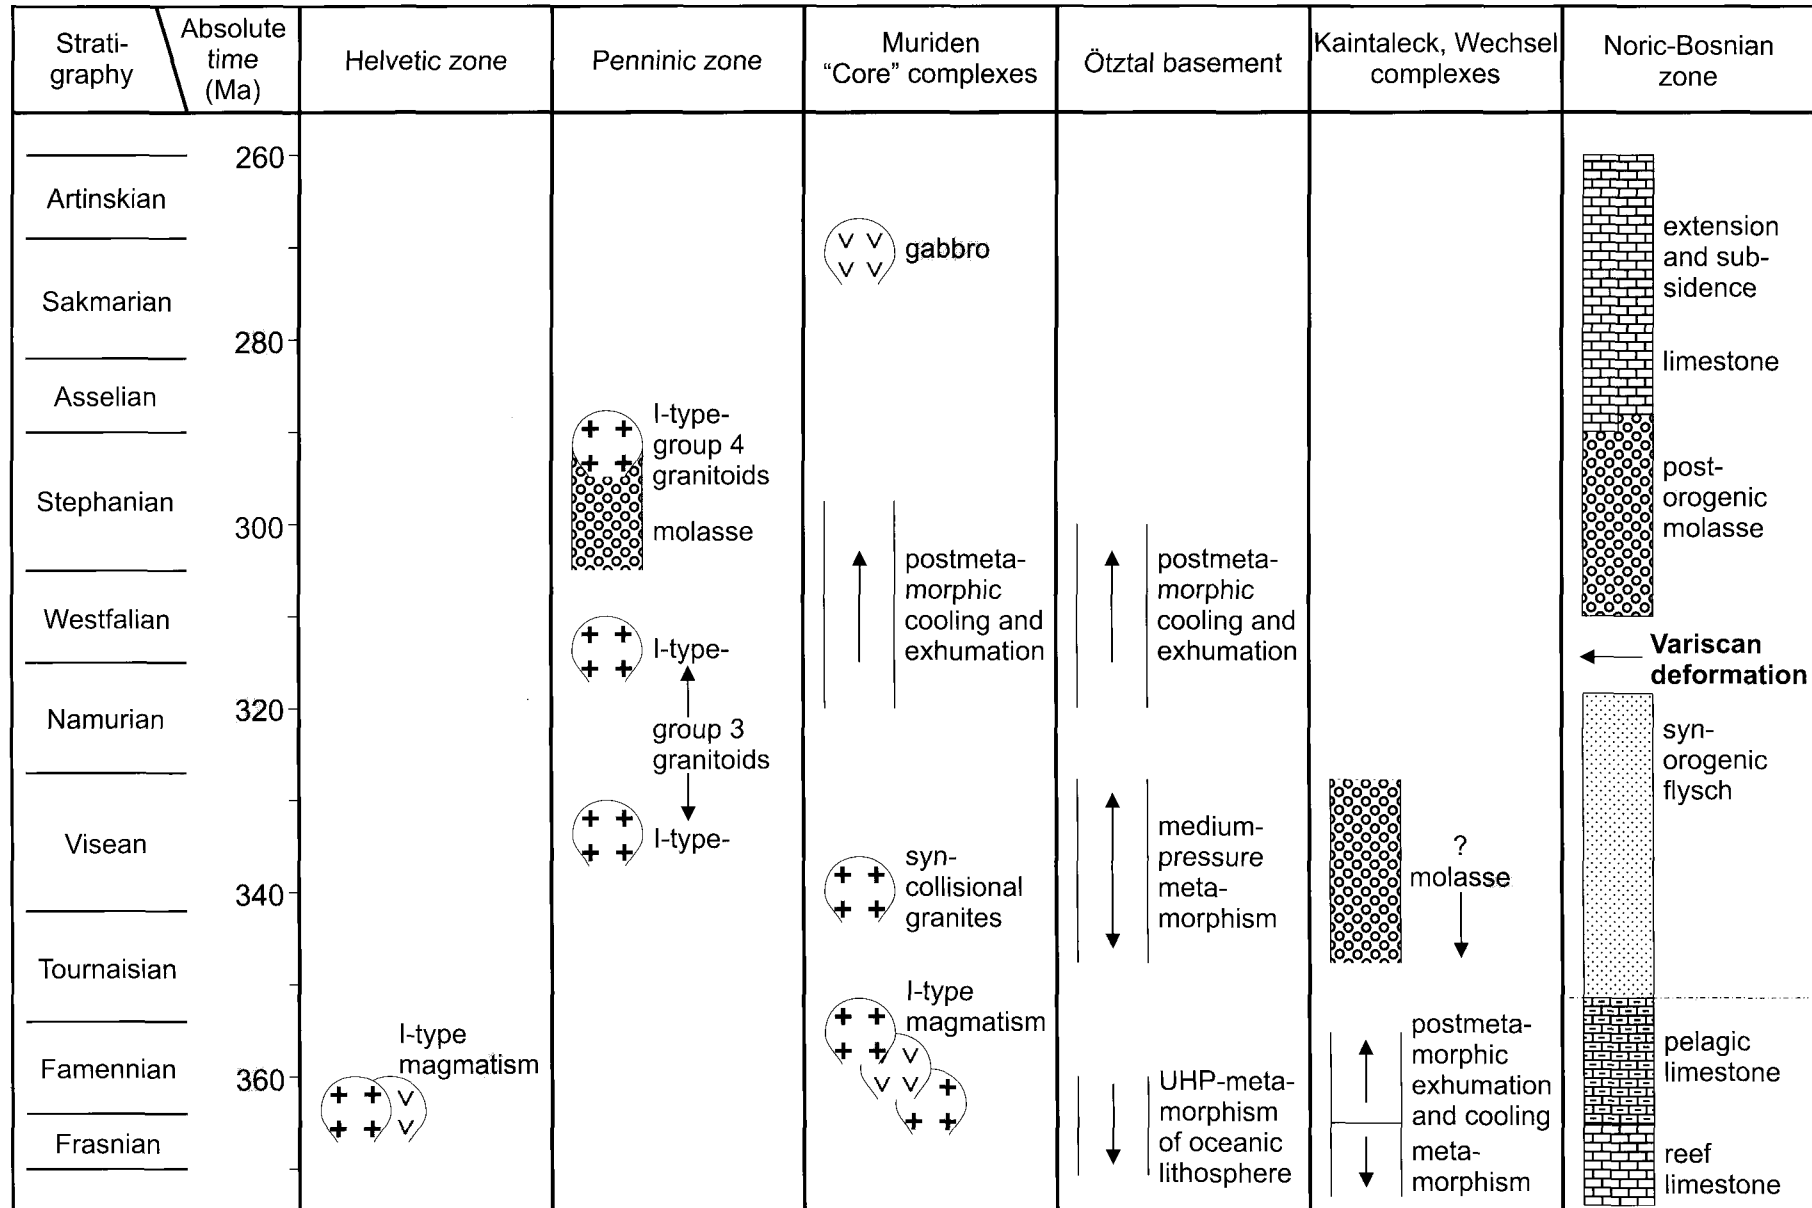 Strati-
graphy
Absolute
time
(Ma)
Helvetic zone
Penninic zone
Muriden
“Core” complexes
Ötztal basement
Kaintaleck, Wechsel
complexes
Noric-Bosnian
zone
Artinskian
Sakmarian
Asselian
Stephanian
Westfalian
Namurian
Visean
Tournaisian
Famennian
Frasnian
260
280
300
320
340
360
I-type
magmatism
I-type-
group 4
granitoids
molasse
I-type-
group 3
granitoids
I-type-
gabbro
postmeta-
morphic
cooling and
exhumation
syn-
collisional
granites
I-type
magmatism
postmeta-
morphic
cooling and
exhumation
medium-
pressure
meta-
morphism
UHP-meta-
morphism
of oceanic
lithosphere
?
molasse
postmeta-
morphic
exhumation
and cooling
meta-
morphism
extension
and sub-
sidence
limestone
post-
orogenic
molasse
Variscan
deformation
syn-
orogenic
flysch
pelagic
limestone
reef
limestone